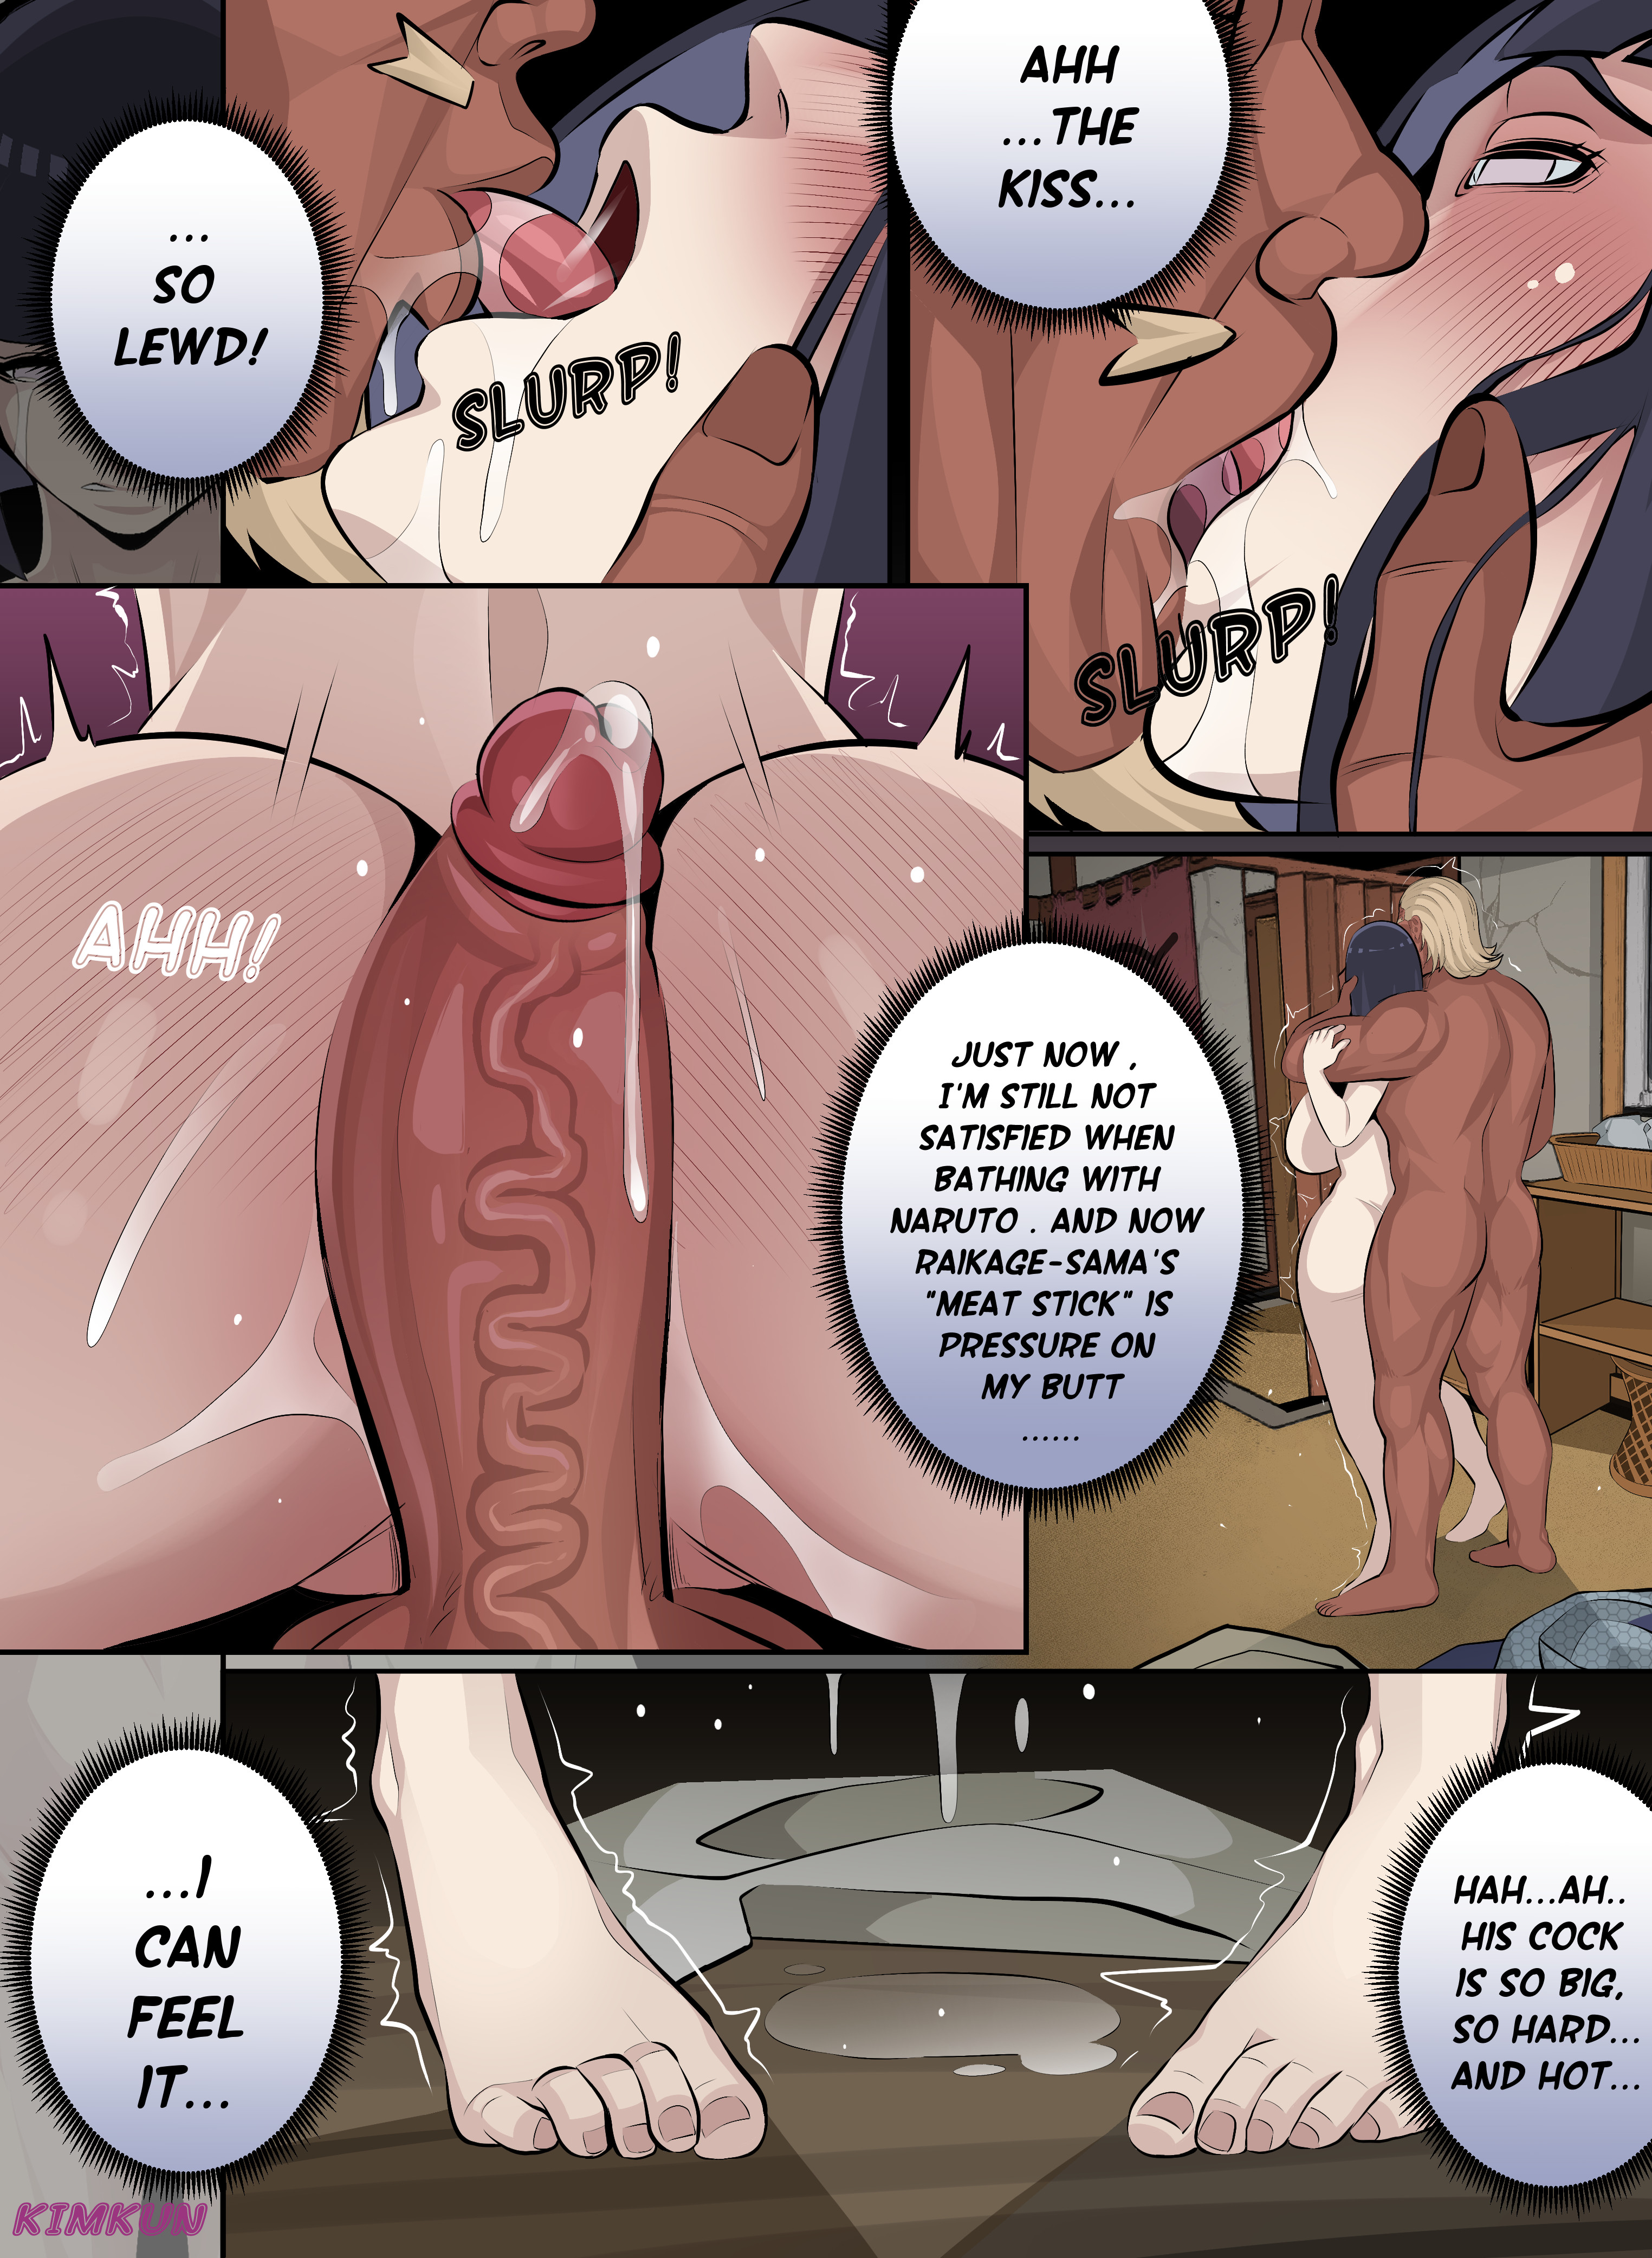 ...
SO
LEWD!
SLURP!
AHH
...THE
KISS...
SLURP!
AHH!
JUST NOW ,
I'M STILL NOT
SATISFIED WHEN
BATHING WITH
NARUTO . AND NOW
RAIKAGE-SAMA'S
"MEAT STICK" IS
PRESSURE ON
MY BUTT
......
...I
CAN
FEEL
IT...
HAH...AH..
HIS COCK
IS SO BIG,
SO HARD...
AND HOT...
KIMKUN